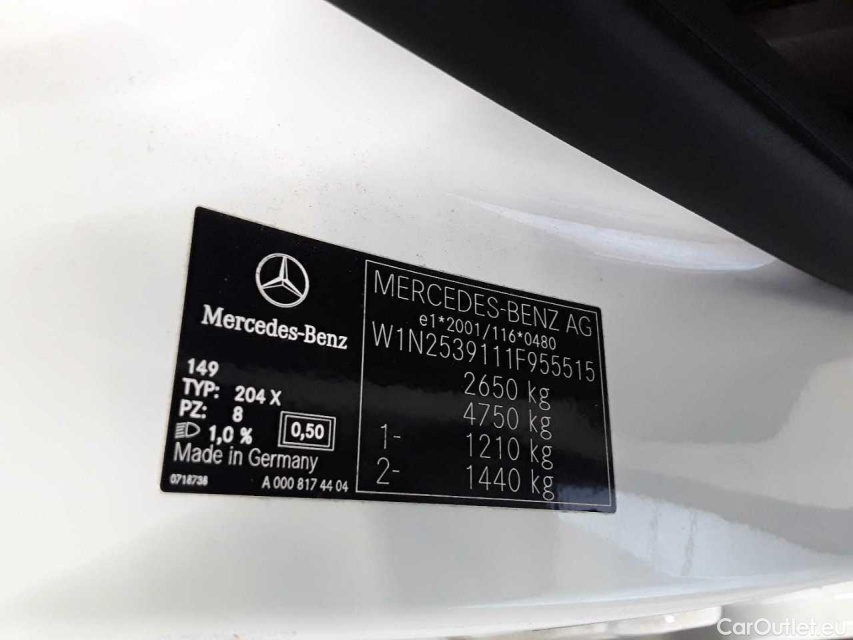 Mercedes-Benz
149
TYP: 204 X
PZ: 8
1,0 % 0,50
Made in Germany
0718738 A 000 817 44 04
MERCEDES-BENZ AG
e1*2001/116*0480
W1N2539111F955515
2650 kg
4750 kg
1- 1210 kg
2- 1440 kg
CarOutlet.eu